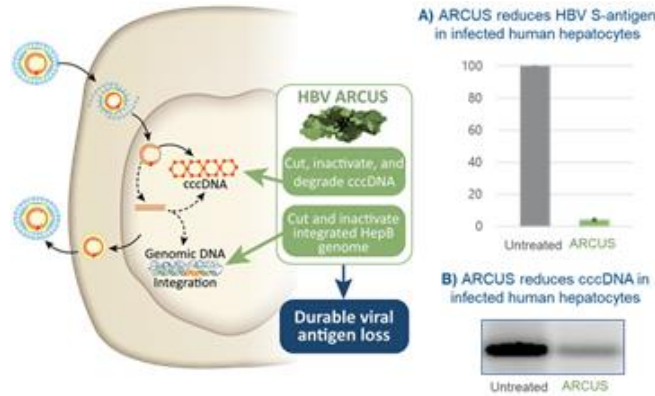 HBV ARCUS
Cut, inactivate, and
degrade cccDNA
Cut and inactivate
integrated HepB
genome
Durable viral
antigen loss
cccDNA
Genomic DNA
Integration
A) ARCUS reduces HBV S-antigen
in infected human hepatocytes
100
80
60
40
20
0
Untreated ARCUS
B) ARCUS reduces cccDNA in
infected human hepatocytes
Untreated ARCUS